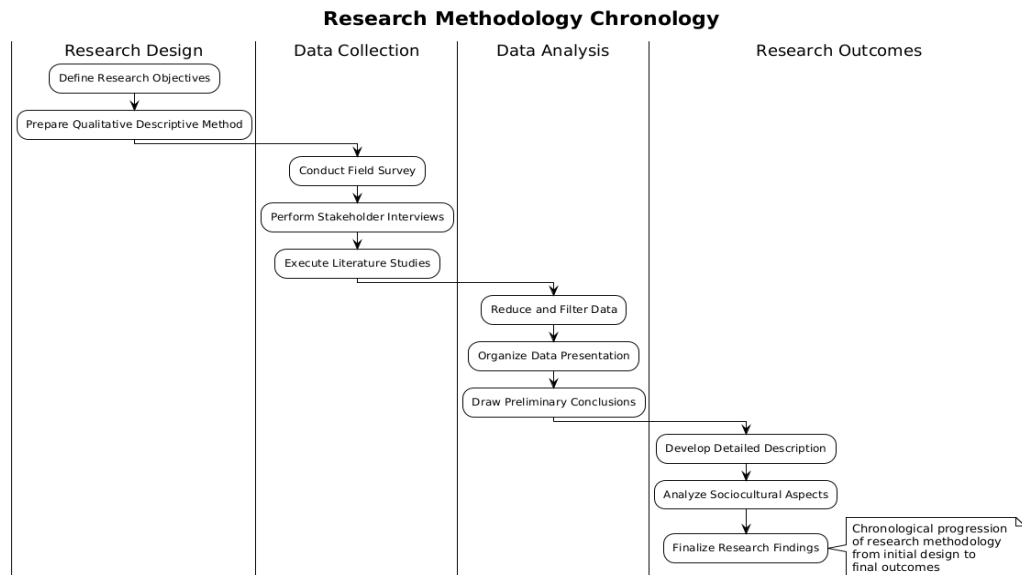 Research Methodology Chronology
Research Design
Data Collection
Data Analysis
Research Outcomes
Define Research Objectives
Prepare Qualitative Descriptive Method
Conduct Field Survey
Perform Stakeholder Interviews
Execute Literature Studies
Reduce and Filter Data
Organize Data Presentation
Draw Preliminary Conclusions
Develop Detailed Description
Analyze Sociocultural Aspects
Finalize Research Findings
Chronological progression
of research methodology
from initial design to
final outcomes